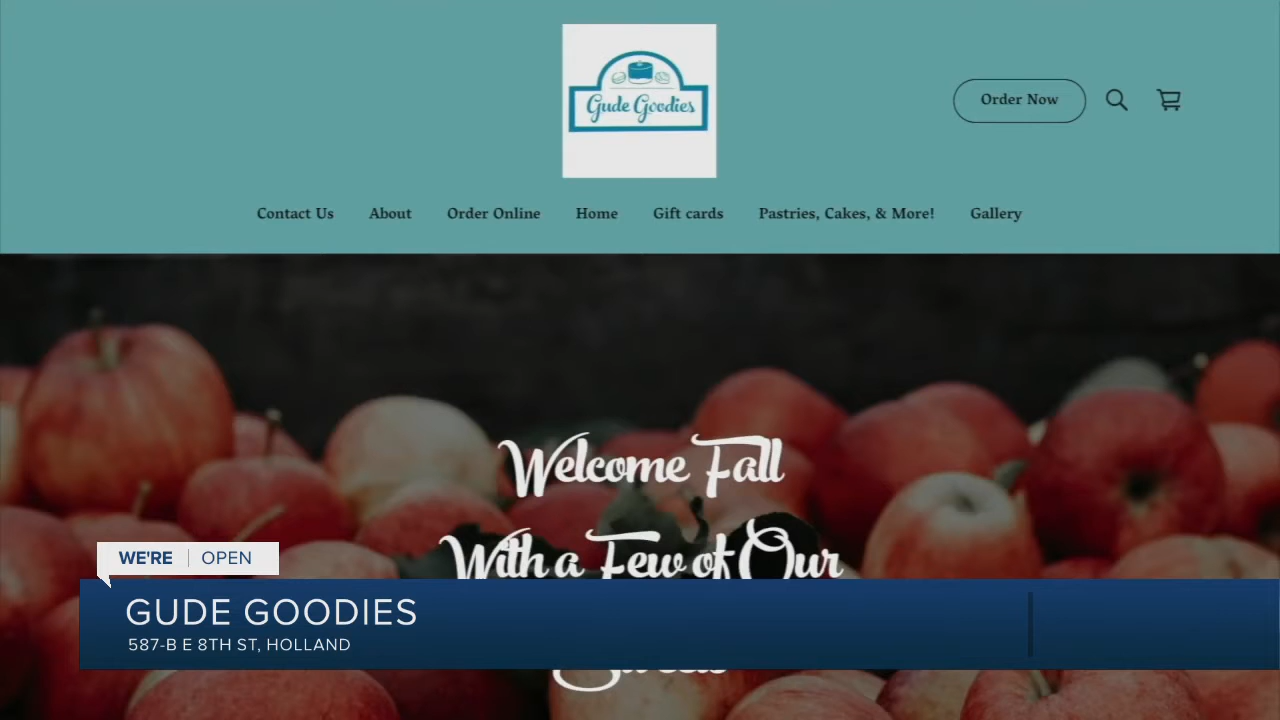 Gude Goodies
Order Now
Contact Us About Order Online Home Gift cards Pastries, Cakes, & More! Gallery
Welcome Fall
With a Few of Our
WE'RE OPEN
GUDE GOODIES
587-B E 8TH ST, HOLLAND